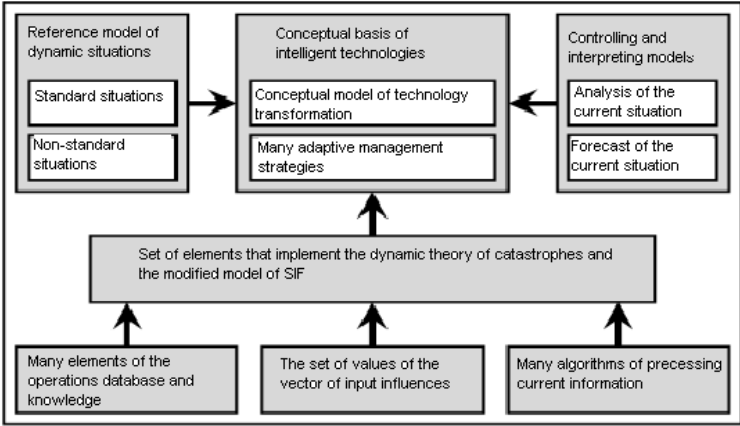 Reference model of
dynamic situations
Standard situations
Non-standard
situations
Conceptual basis of
intelligent technologies
Conceptual model of technology
transformation
Many adaptive management
strategies
Controlling and
interpreting models
Analysis of the
current situation
Forecast of the
current situation
Set of elements that implement the dynamic theory of catastrophes and
the modified model of SIF
Many elements of the
operations database and
knowledge
The set of values of the
vector of input influences
Many algorithms of precessing
current information